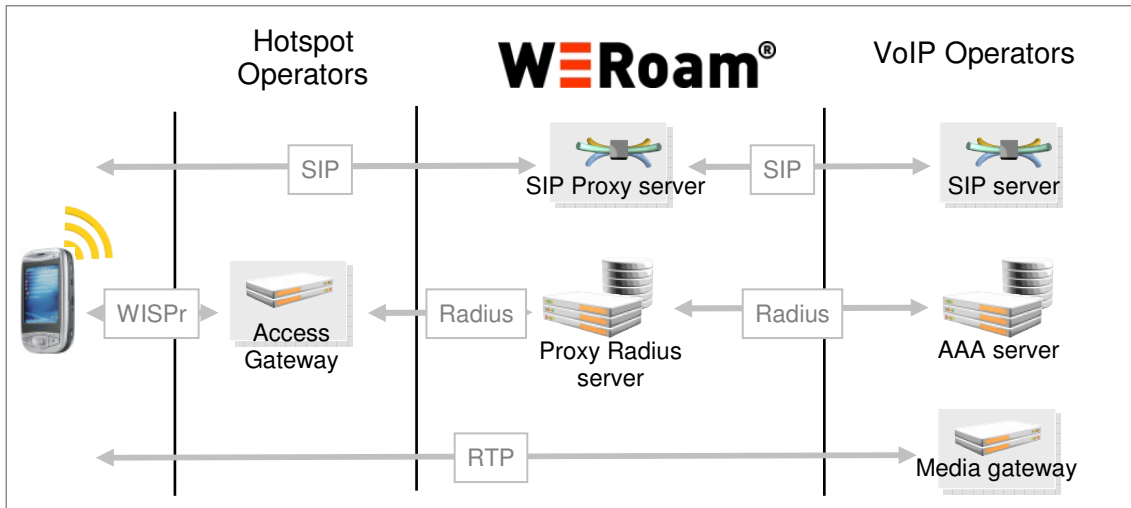 Hotspot
Operators
WERoam®
VoIP Operators
SIP
SIP Proxy server
SIP
SIP server
WISPr
Access
Gateway
Radius
Proxy Radius
server
Radius
AAA server
RTP
Media gateway